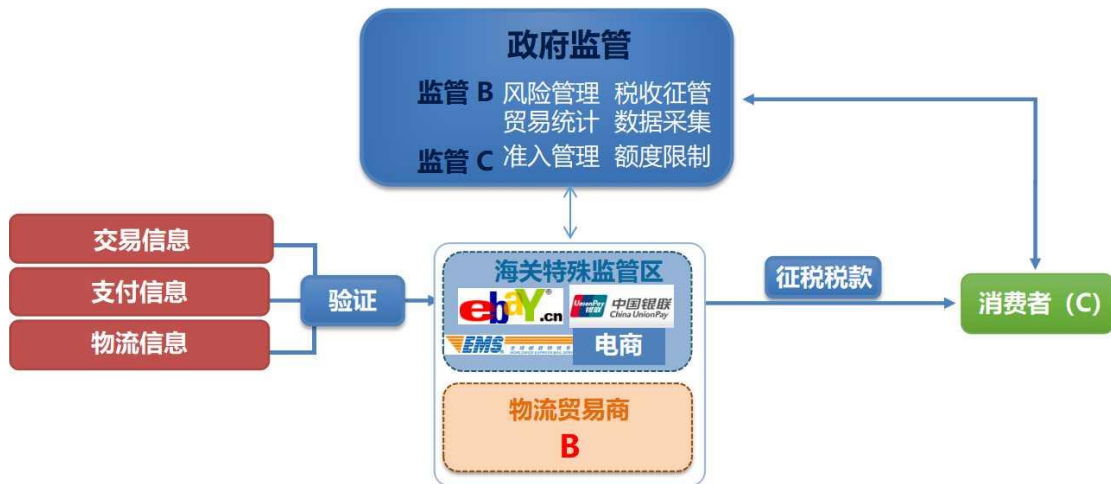 政府监管
监管 B 风险管理 税收征管
贸易统计 数据采集
监管 C 准入管理 额度限制
交易信息
支付信息
物流信息
验证
海关特殊监管区
ebaY.cn
UnionPay 银联 中国银联
China UnionPay
EMS
电商
物流贸易商
B
征税税款
消费者（C）